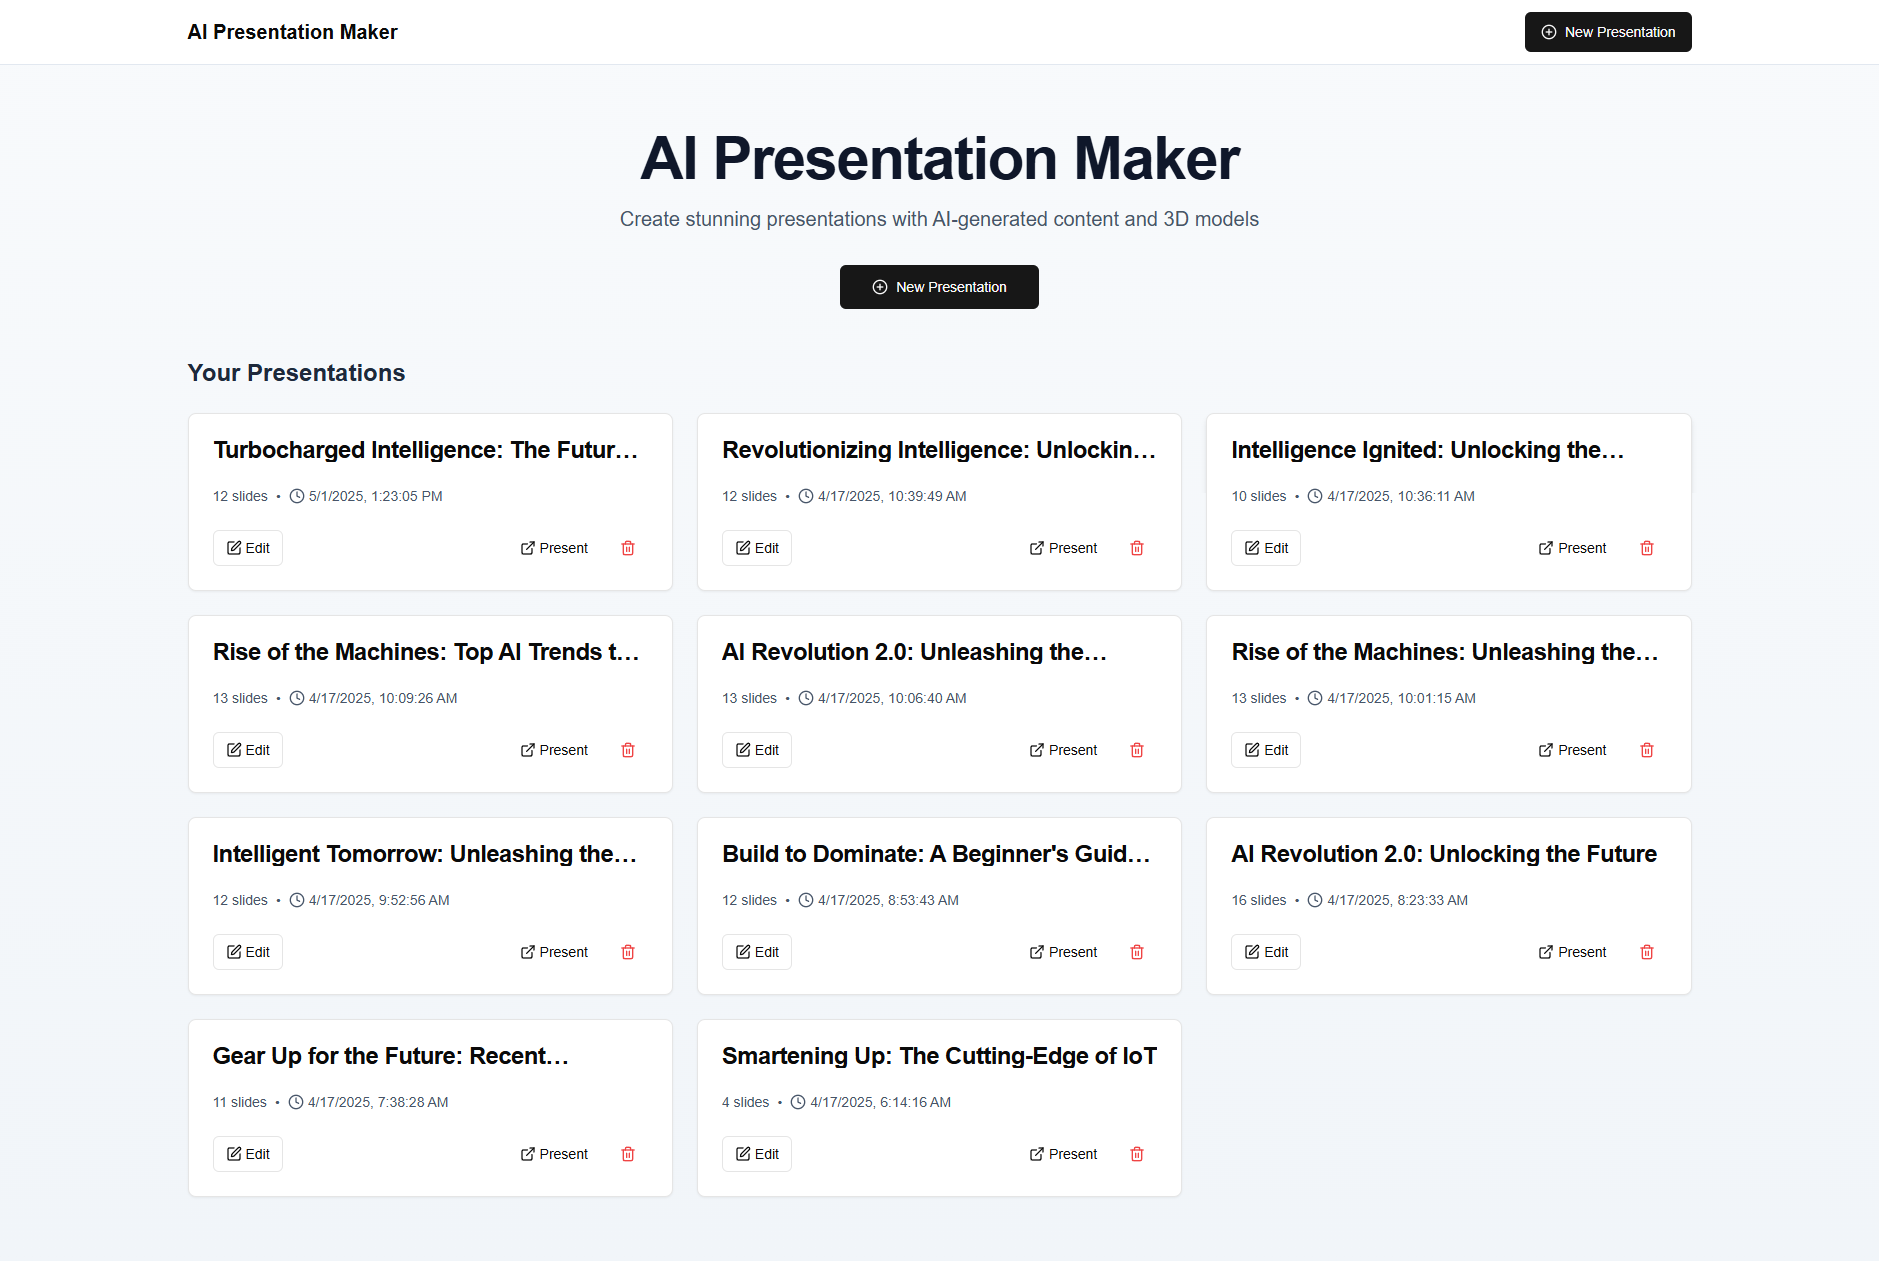 AI Presentation Maker
New Presentation
AI Presentation Maker
Create stunning presentations with AI-generated content and 3D models
New Presentation
Your Presentations
Turbocharged Intelligence: The Futur...
12 slides • 5/1/2025, 1:23:05 PM
Edit Present
Revolutionizing Intelligence: Unlockin...
12 slides • 4/17/2025, 10:39:49 AM
Edit Present
Intelligence Ignited: Unlocking the...
10 slides • 4/17/2025, 10:36:11 AM
Edit Present
Rise of the Machines: Top AI Trends t...
13 slides • 4/17/2025, 10:09:26 AM
Edit Present
AI Revolution 2.0: Unleashing the...
13 slides • 4/17/2025, 10:06:40 AM
Edit Present
Rise of the Machines: Unleashing the...
13 slides • 4/17/2025, 10:01:15 AM
Edit Present
Intelligent Tomorrow: Unleashing the...
12 slides • 4/17/2025, 9:52:56 AM
Edit Present
Build to Dominate: A Beginner's Guid...
12 slides • 4/17/2025, 8:53:43 AM
Edit Present
AI Revolution 2.0: Unlocking the Future
16 slides • 4/17/2025, 8:23:33 AM
Edit Present
Gear Up for the Future: Recent...
11 slides • 4/17/2025, 7:38:28 AM
Edit Present
Smartening Up: The Cutting-Edge of IoT
4 slides • 4/17/2025, 6:14:16 AM
Edit Present